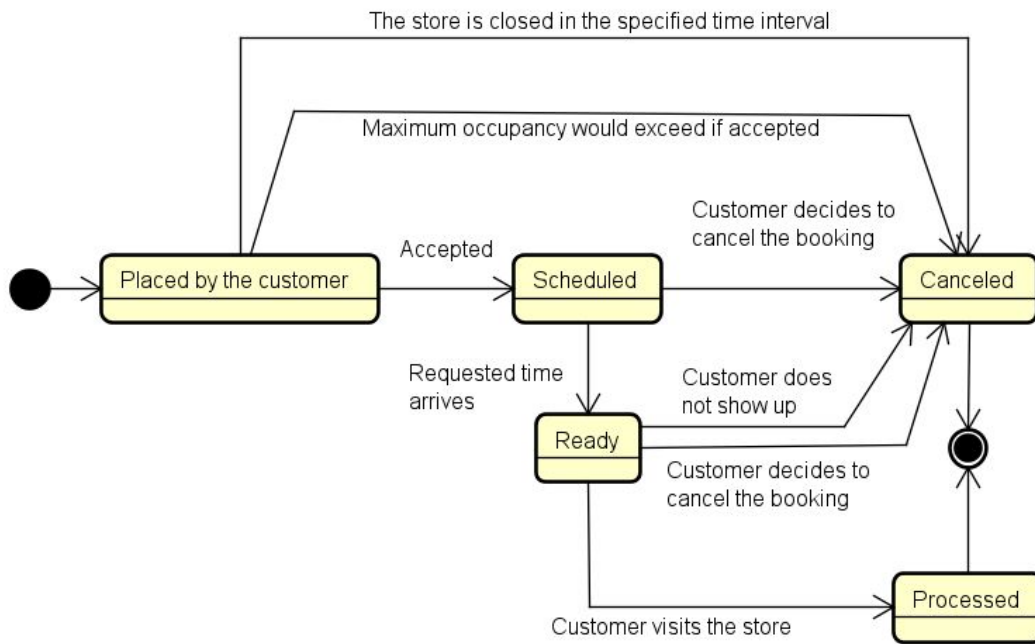 The store is closed in the specified time interval
Maximum occupancy would exceed if accepted
Customer decides to
cancel the booking
Accepted
Placed by the customer
Scheduled
Canceled
Requested time
arrives
Customer does
not show up
Ready
Customer decides to
cancel the booking
Processed
Customer visits the store